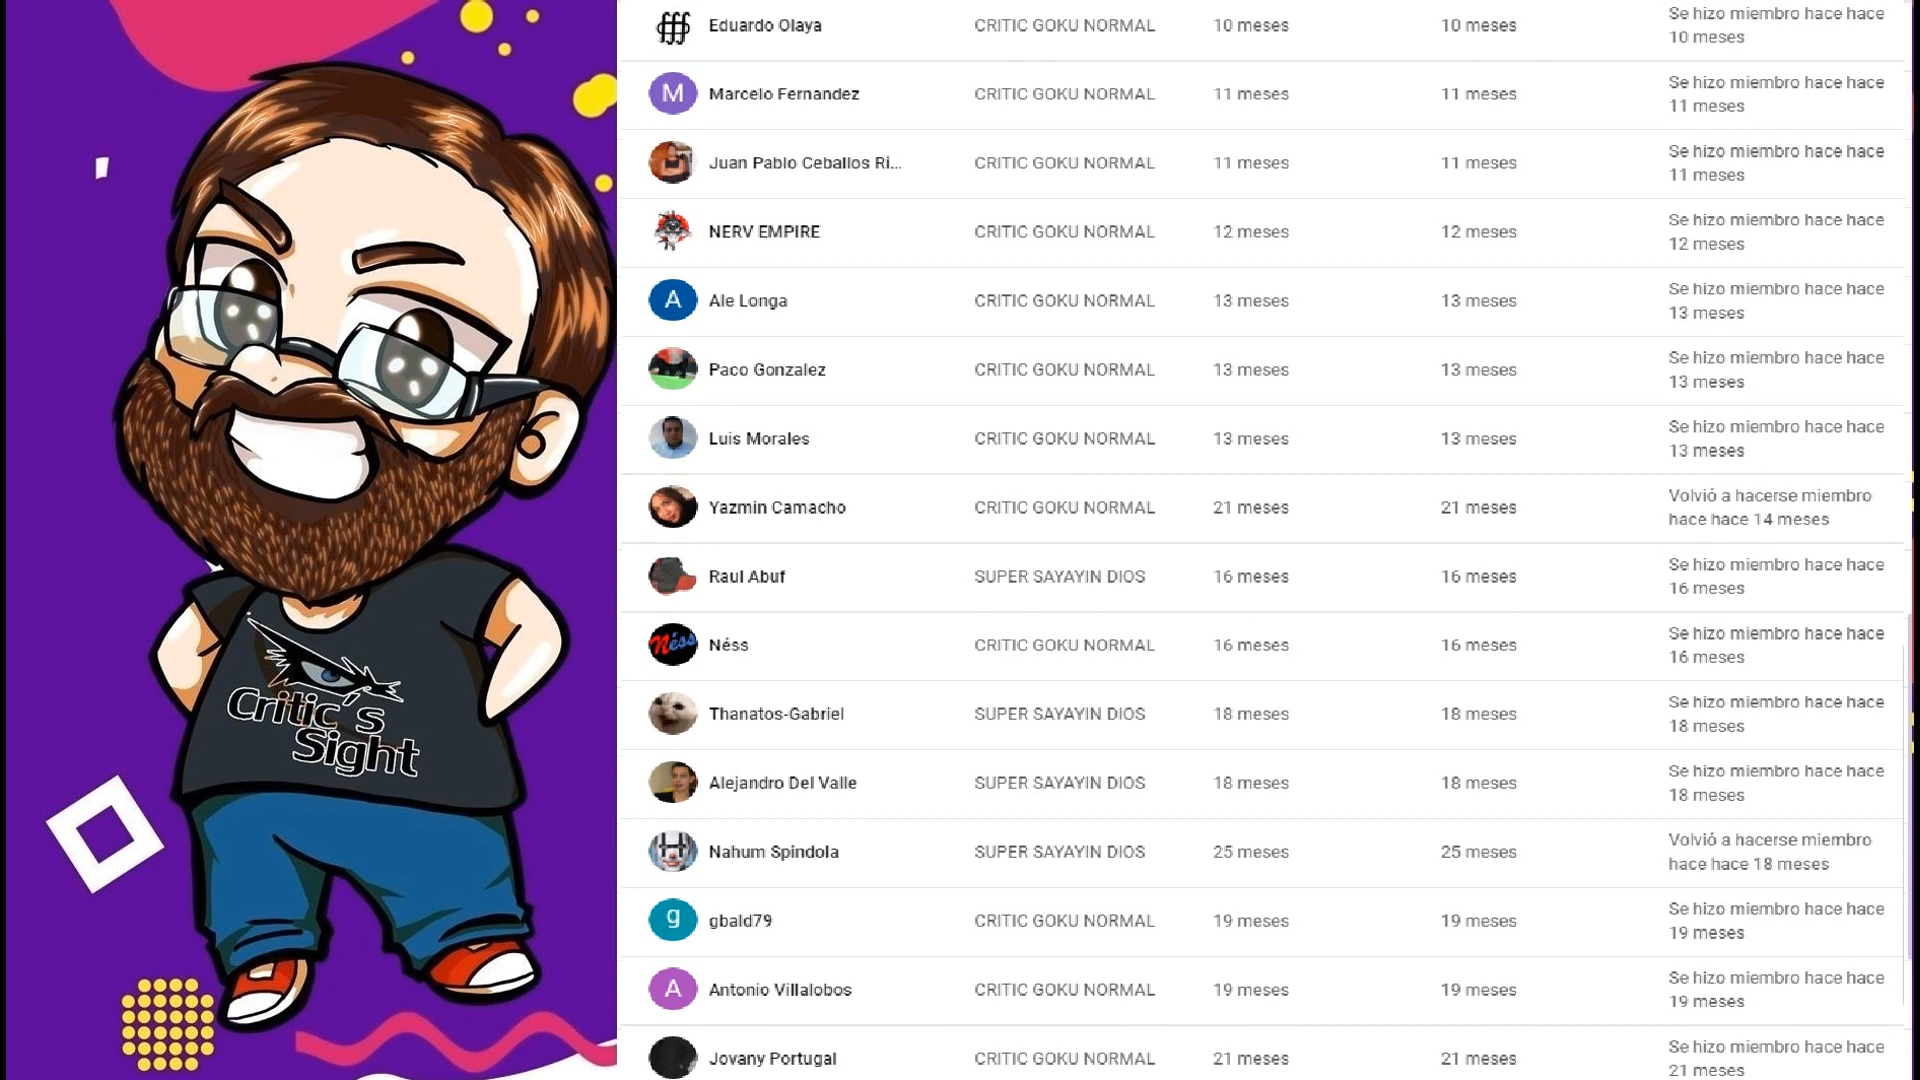 Critic's
Sight
Eduardo Olaya CRITIC GOKU NORMAL 10 meses 10 meses Se hizo miembro hace hace
10 meses
M Marcelo Fernandez CRITIC GOKU NORMAL 11 meses 11 meses Se hizo miembro hace hace
11 meses
Juan Pablo Ceballos Ri... CRITIC GOKU NORMAL 11 meses 11 meses Se hizo miembro hace hace
11 meses
NERV EMPIRE CRITIC GOKU NORMAL 12 meses 12 meses Se hizo miembro hace hace
12 meses
A Ale Longa CRITIC GOKU NORMAL 13 meses 13 meses Se hizo miembro hace hace
13 meses
Paco Gonzalez CRITIC GOKU NORMAL 13 meses 13 meses Se hizo miembro hace hace
13 meses
Luis Morales CRITIC GOKU NORMAL 13 meses 13 meses Se hizo miembro hace hace
13 meses
Yazmin Camacho CRITIC GOKU NORMAL 21 meses 21 meses Volvió a hacerse miembro
hace hace 14 meses
Raul Abuf SUPER SAYAYIN DIOS 16 meses 16 meses Se hizo miembro hace hace
16 meses
Néss Néss CRITIC GOKU NORMAL 16 meses 16 meses Se hizo miembro hace hace
16 meses
Thanatos-Gabriel SUPER SAYAYIN DIOS 18 meses 18 meses Se hizo miembro hace hace
18 meses
Alejandro Del Valle SUPER SAYAYIN DIOS 18 meses 18 meses Se hizo miembro hace hace
18 meses
Nahum Spindola SUPER SAYAYIN DIOS 25 meses 25 meses Volvió a hacerse miembro
hace hace 18 meses
g gbald79 CRITIC GOKU NORMAL 19 meses 19 meses Se hizo miembro hace hace
19 meses
A Antonio Villalobos CRITIC GOKU NORMAL 19 meses 19 meses Se hizo miembro hace hace
19 meses
Jovany Portugal CRITIC GOKU NORMAL 21 meses 21 meses Se hizo miembro hace hace
21 meses